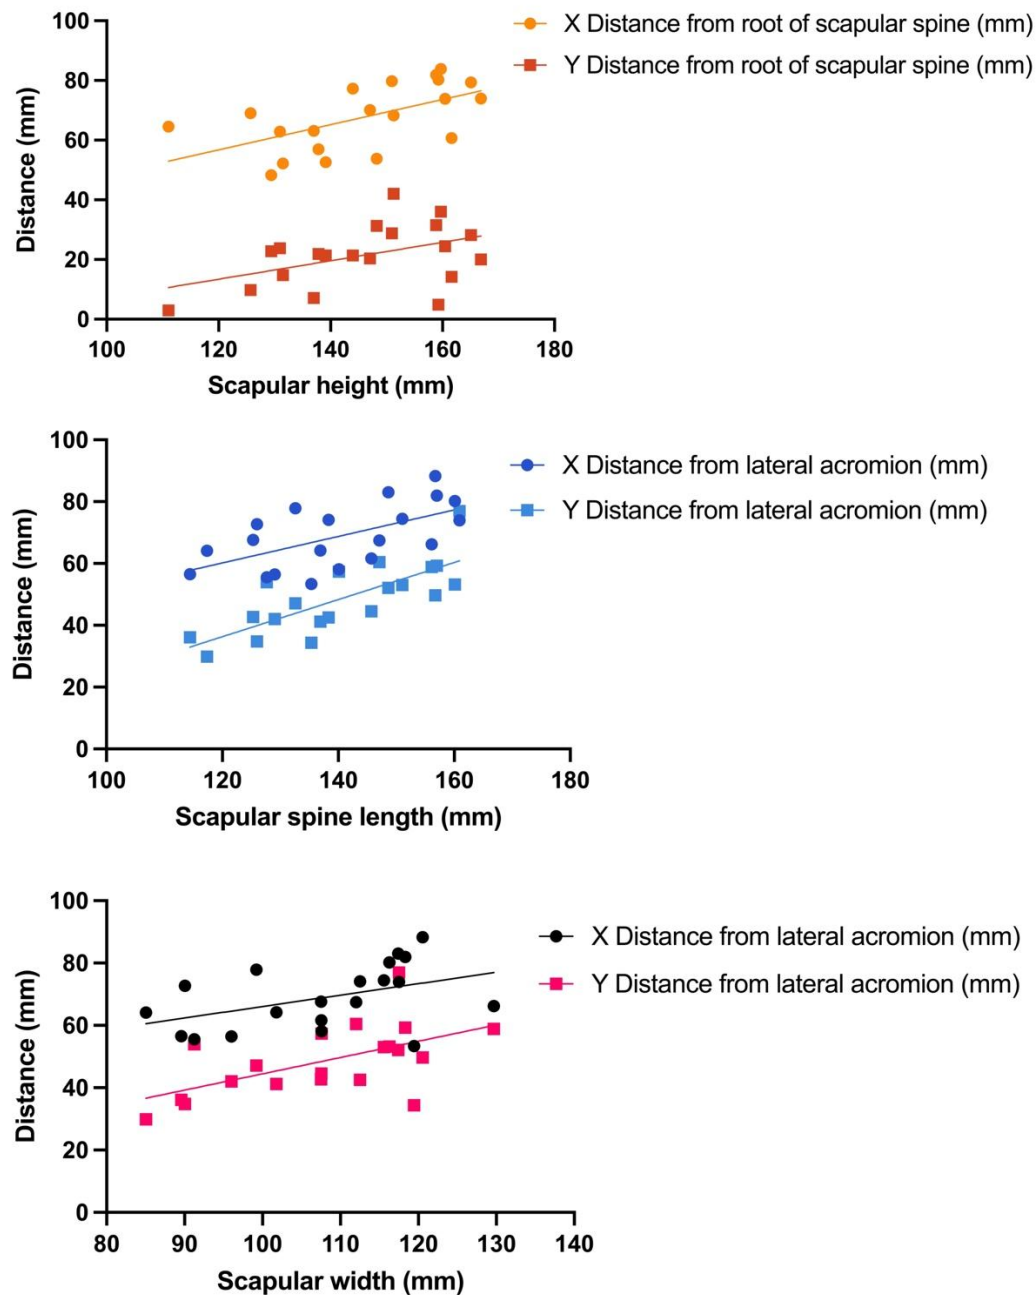 X Distance from root of scapular spine (mm)
Y Distance from root of scapular spine (mm)
Distance (mm)
100
80
60
40
20
0
100 120 140 160 180
Scapular height (mm)
X Distance from lateral acromion (mm)
Y Distance from lateral acromion (mm)
Distance (mm)
100
80
60
40
20
0
100 120 140 160 180
Scapular spine length (mm)
X Distance from lateral acromion (mm)
Y Distance from lateral acromion (mm)
Distance (mm)
100
80
60
40
20
0
80 90 100 110 120 130 140
Scapular width (mm)